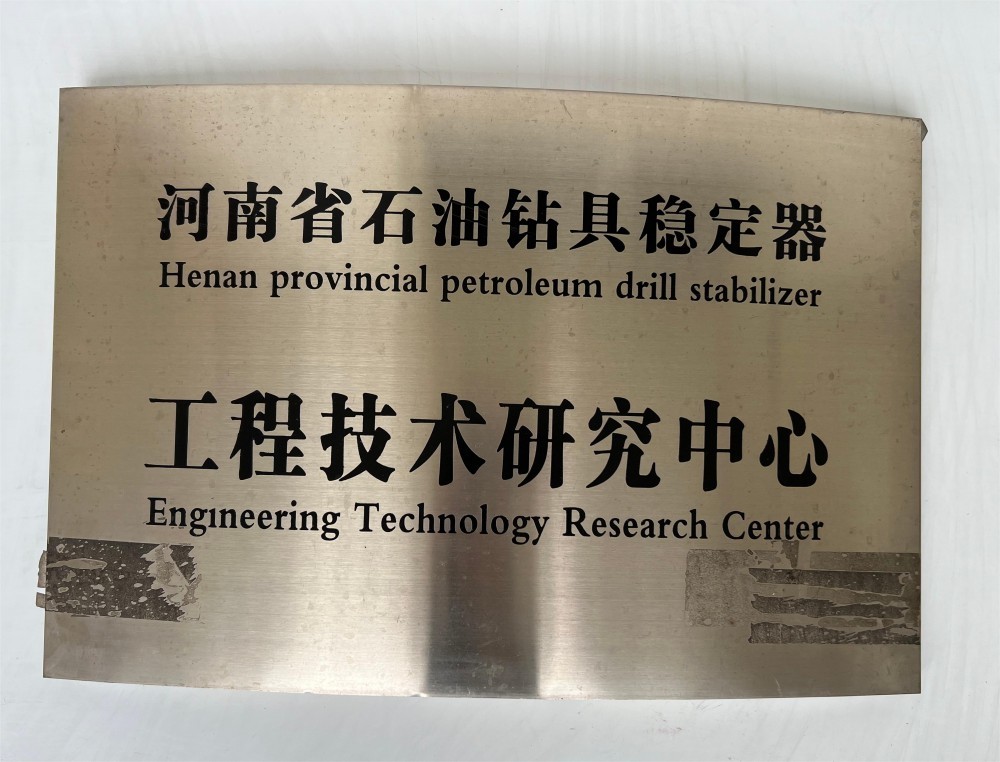 河南省石油钻具稳定器
Henan provincial petroleum drill stabilizer
工程技术研究中心
Engineering Technology Research Center